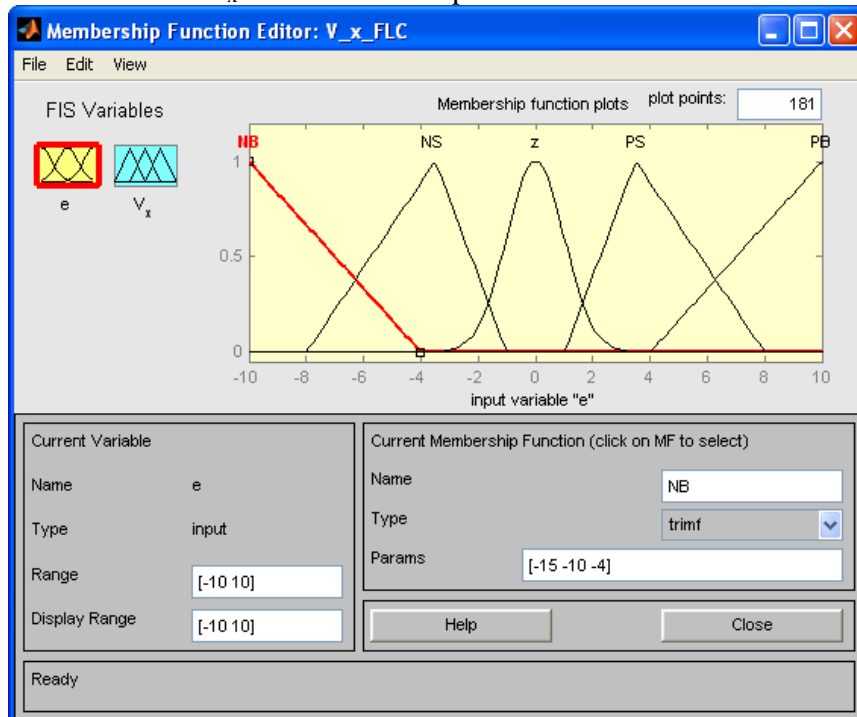 Membership Function Editor: V_x_FLC
File Edit View
FIS Variables
Membership function plots plot points: 181
e
V_x
NB NS z PS PB
1
0.5
0
-10 -8 -6 -4 -2 0 2 4 6 8 10
input variable "e"
Current Variable
Name e
Type input
Range [-10 10]
Display Range [-10 10]
Current Membership Function (click on MF to select)
Name NB
Type trimf
Params [-15 -10 -4]
Help Close
Ready